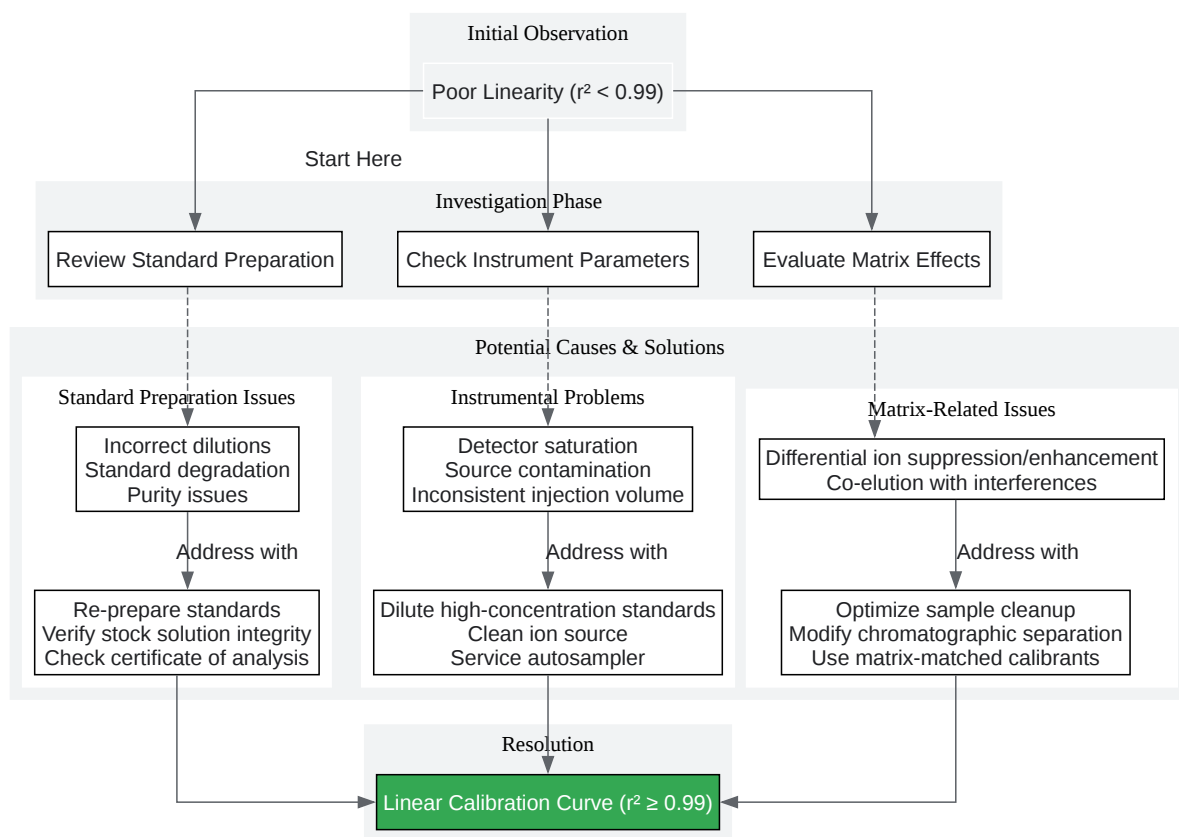 Initial Observation
Poor Linearity (r² < 0.99)
Start Here
Investigation Phase
Review Standard Preparation
Check Instrument Parameters
Evaluate Matrix Effects
Potential Causes & Solutions
Standard Preparation Issues
Incorrect dilutions
Standard degradation
Purity issues
Address with
Re-prepare standards
Verify stock solution integrity
Check certificate of analysis
Instrumental Problems
Detector saturation
Source contamination
Inconsistent injection volume
Address with
Dilute high-concentration standards
Clean ion source
Service autosampler
Matrix-Related Issues
Differential ion suppression/enhancement
Co-elution with interferences
Address with
Optimize sample cleanup
Modify chromatographic separation
Use matrix-matched calibrants
Resolution
Linear Calibration Curve (r² ≥ 0.99)